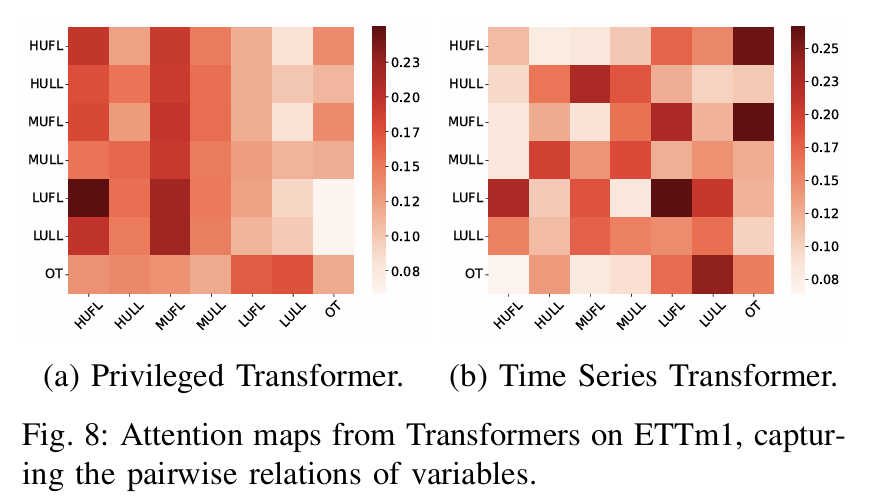 HUFL
HULL
MUFL
MULL
LUFL
LULL
OT
HUFL HULL MUFL MULL LUFL LULL OT
0.23
0.20
0.17
0.15
0.12
0.10
0.08
HUFL
HULL
MUFL
MULL
LUFL
LULL
OT
HUFL HULL MUFL MULL LUFL LULL OT
0.25
0.23
0.20
0.17
0.15
0.12
0.10
0.08
(a) Privileged Transformer.
(b) Time Series Transformer.
Fig. 8: Attention maps from Transformers on ETTm1, captur-
ing the pairwise relations of variables.